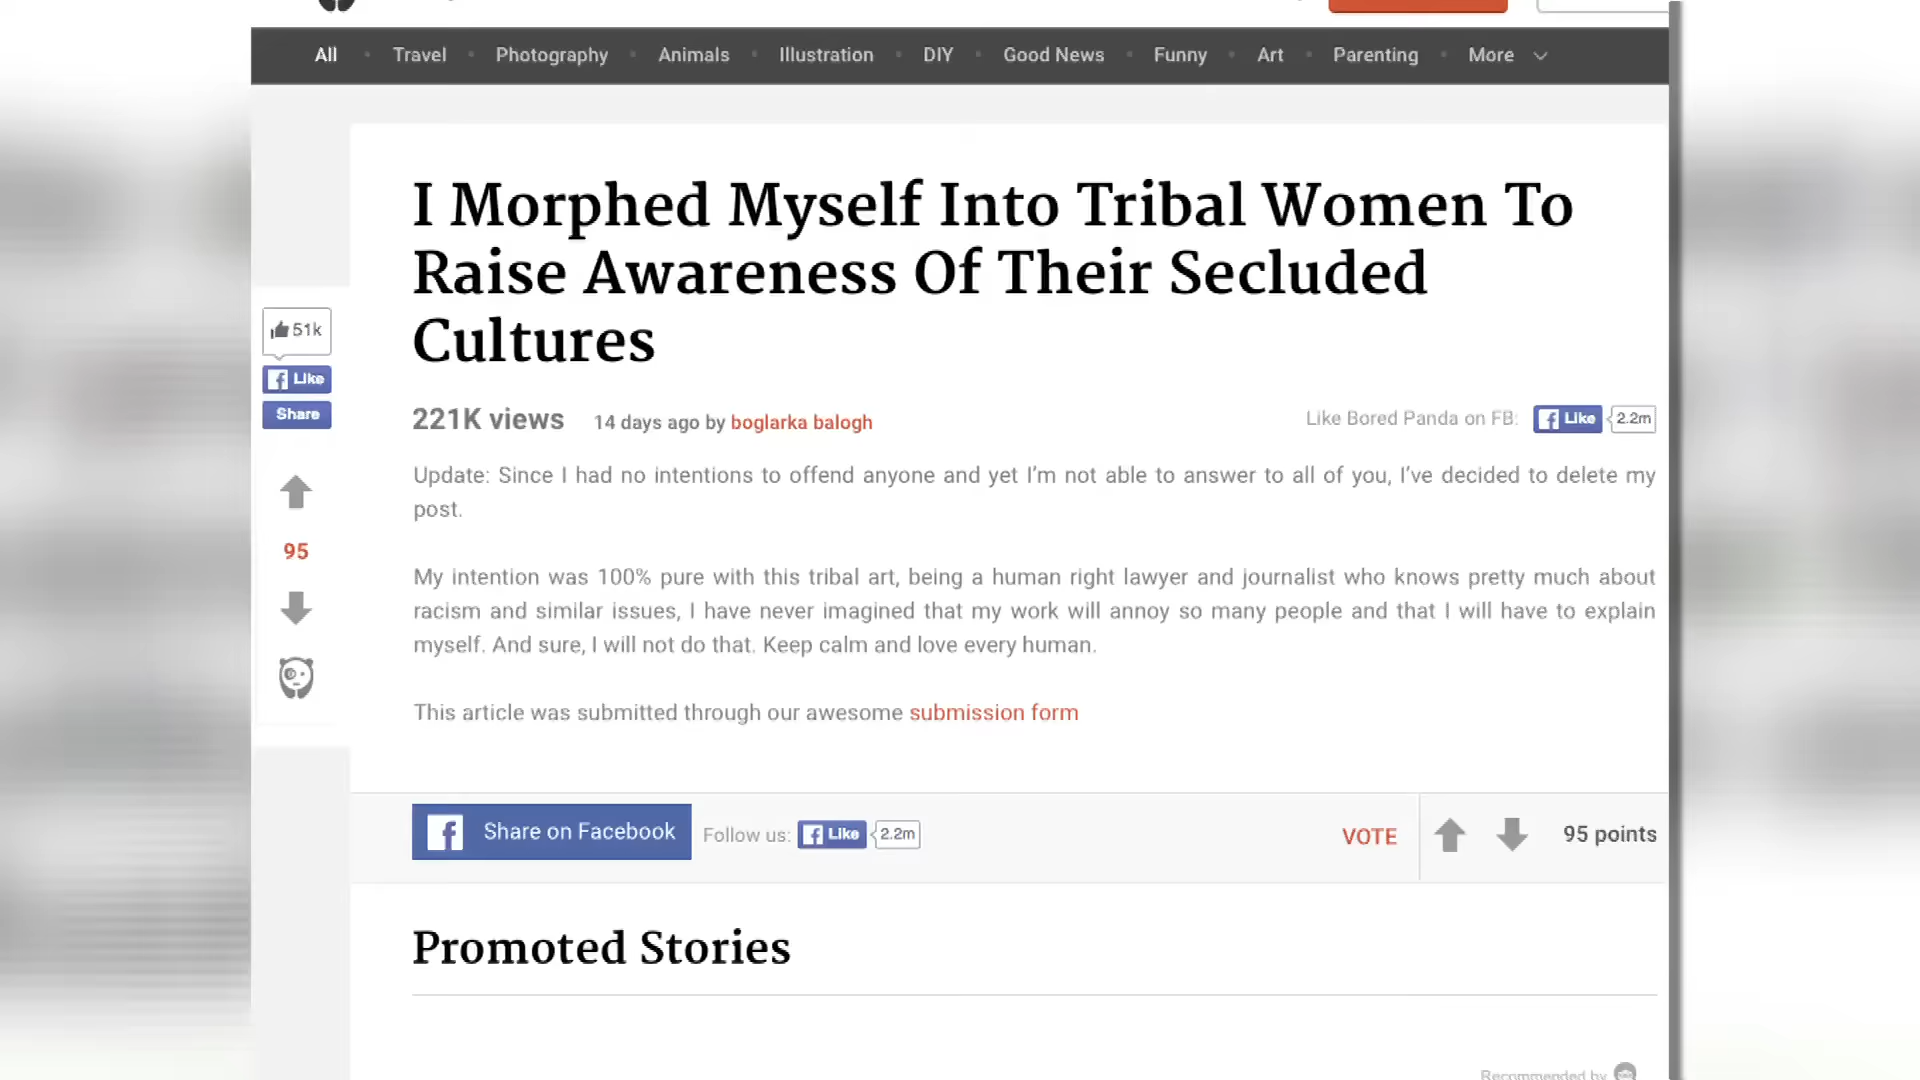 All • Travel • Photography • Animals • Illustration • DIY • Good News • Funny • Art • Parenting • More
I Morphed Myself Into Tribal Women To
Raise Awareness Of Their Secluded
Cultures
51k
Like
Share
221K views 14 days ago by boglarka balogh
Like Bored Panda on FB: Like 2.2m
Update: Since I had no intentions to offend anyone and yet I'm not able to answer to all of you, I've decided to delete my
post.
95
My intention was 100% pure with this tribal art, being a human right lawyer and journalist who knows pretty much about
racism and similar issues, I have never imagined that my work will annoy so many people and that I will have to explain
myself. And sure, I will not do that. Keep calm and love every human.
This article was submitted through our awesome submission form
Share on Facebook Follow us: Like 2.2m
VOTE 95 points
Promoted Stories
Recommended by